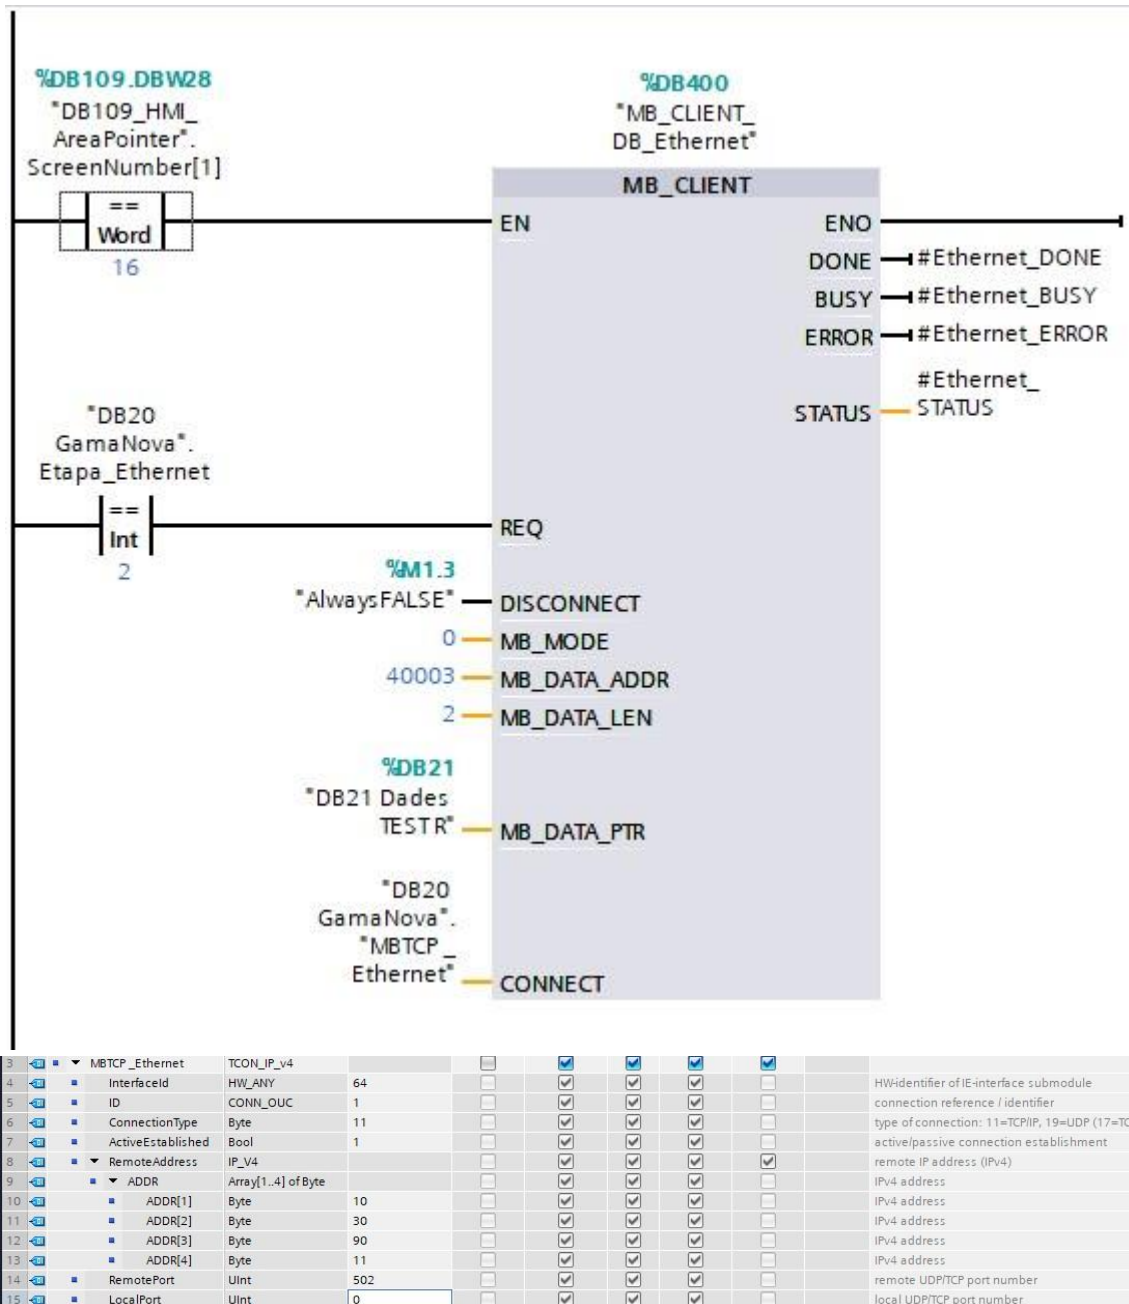 %DB109.DBW28
"DB109_HMI_
AreaPointer".
ScreenNumber[1]
==
Word
16
%DB400
"MB_CLIENT_
DB_Ethernet"
MB_CLIENT
EN
ENO
DONE
#Ethernet_DONE
BUSY
#Ethernet_BUSY
ERROR
#Ethernet_ERROR
#Ethernet_
STATUS
STATUS
"DB20
GamaNova".
Etapa_Ethernet
==
Int
2
REQ
%M1.3
"AlwaysFALSE"
DISCONNECT
0
MB_MODE
40003
MB_DATA_ADDR
2
MB_DATA_LEN
%DB21
"DB21 Dades
TESTR"
MB_DATA_PTR
"DB20
GamaNova".
"MBTCP_
Ethernet"
CONNECT
3 MBTCP_Ethernet TCON_IP_v4
4 InterfaceId HW_ANY 64 HW-identifier of IE-interface submodule
5 ID CONN_OUC 1 connection reference / identifier
6 ConnectionType Byte 11 type of connection: 11=TCP/IP, 19=UDP (17=TC
7 ActiveEstablished Bool 1 active/passive connection establishment
8 RemoteAddress IP_V4 remote IP address (IPv4)
9 ADDR Array[1..4] of Byte IPv4 address
10 ADDR[1] Byte 10 IPv4 address
11 ADDR[2] Byte 30 IPv4 address
12 ADDR[3] Byte 90 IPv4 address
13 ADDR[4] Byte 11 IPv4 address
14 RemotePort UInt 502 remote UDP/TCP port number
15 LocalPort UInt 0 local UDP/TCP port number